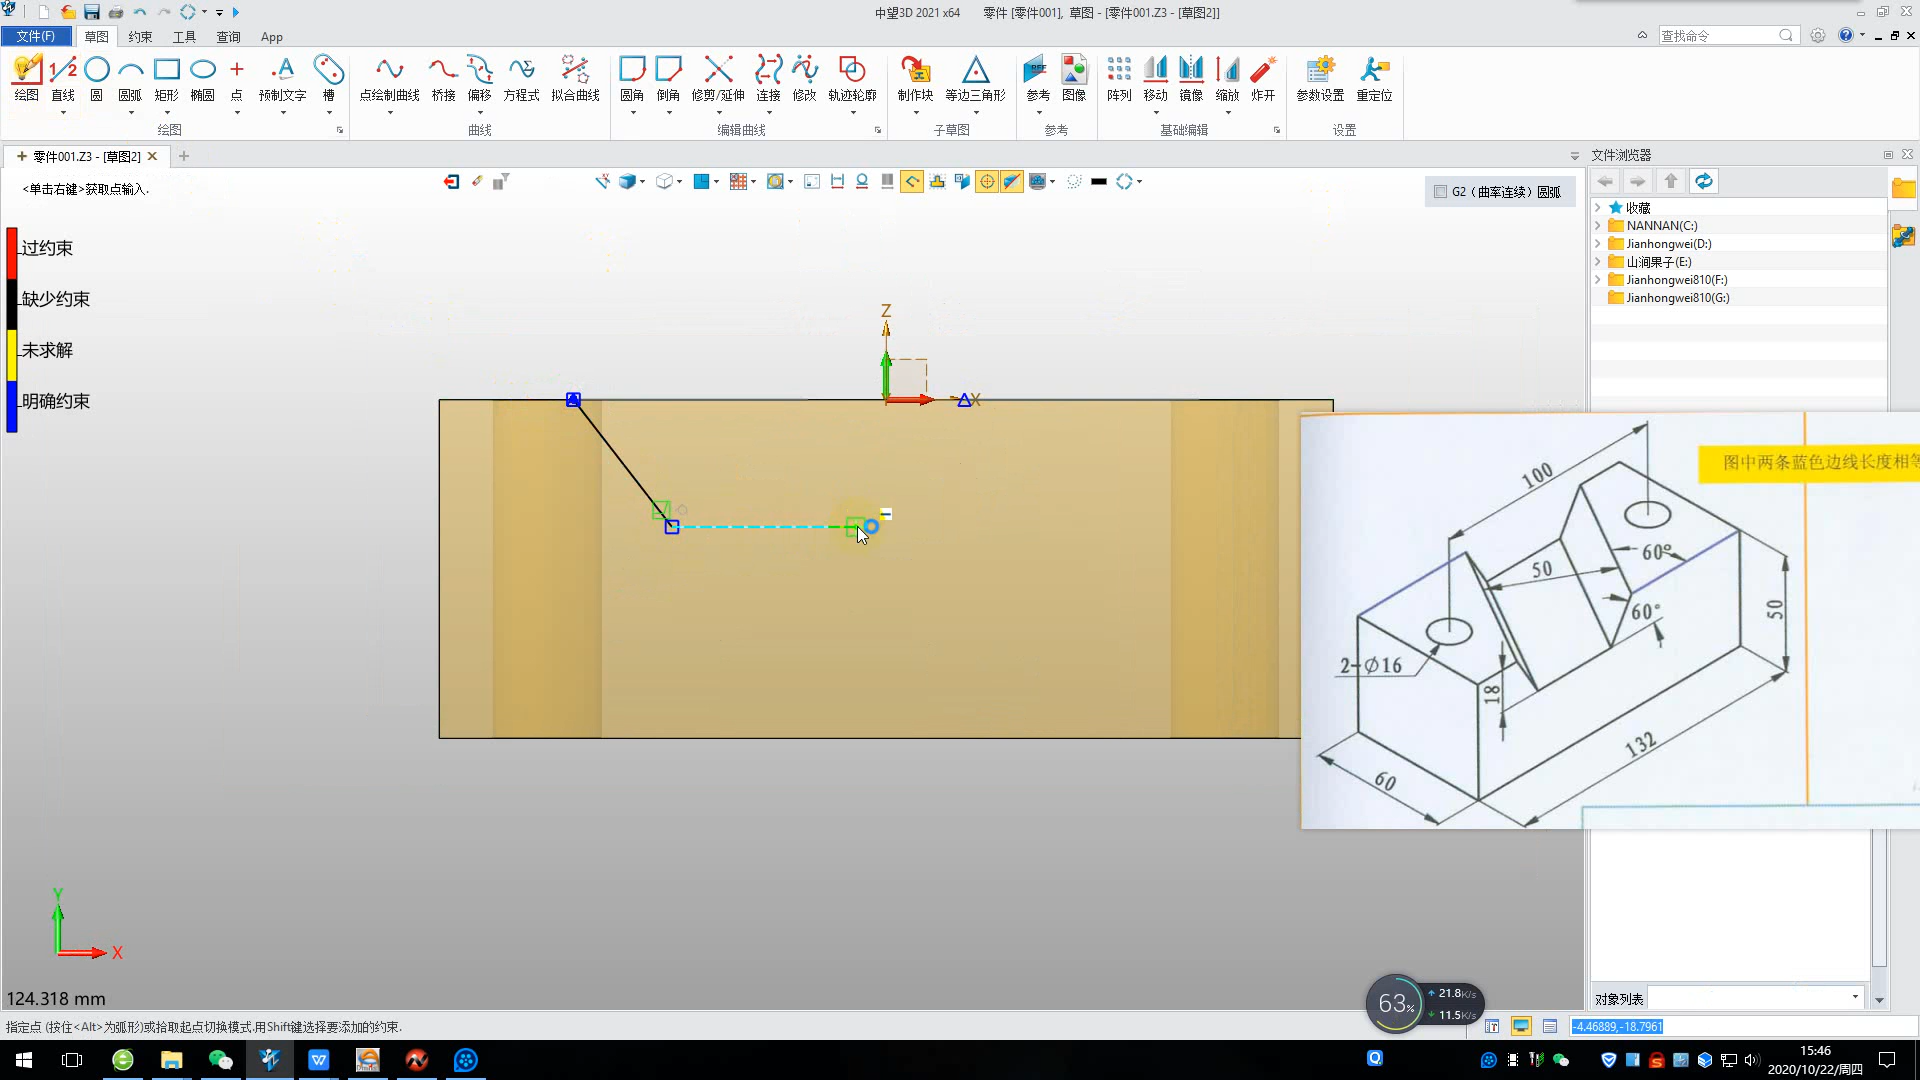 中望3D 2021 x64 零件 [零件001], 草图 - [零件001.Z3 - [草图2]]
文件(F) 草图 约束 工具 查询 App 查找命令
绘图 直线 圆 圆弧 矩形 椭圆 点 预制文字 槽 点绘制曲线 桥接 偏移 方程式 拟合曲线 圆角 倒角 修剪/延伸 连接 修改 轨迹轮廓 制作块 等边三角形 参考 图像 阵列 移动 镜像 缩放 炸开 参数设置 重定位
绘图 曲线 编辑曲线 子草图 参考 基础编辑 设置
零件001.Z3 - [草图2] 文件浏览器
<单击右键>获取点输入.
G2（曲率连续）圆弧
收藏
NANNAN(C:)
Jianhongwei(D:)
山涧果子(E:)
Jianhongwei810(F:)
Jianhongwei810(G:)
过约束
缺少约束
未求解
明确约束
Z
X
图中两条蓝色边线长度相等
100
60°
50
60°
50
2-Ø16
18
132
60
Y
X
124.318 mm
63%
21.8K/s
11.5K/s
对象列表
指定点 (按住<Alt>为弧形)或拾取起点切换模式.用Shift键选择要添加的约束.
-4.46889,-18.7961
15:46
2020/10/22/周四